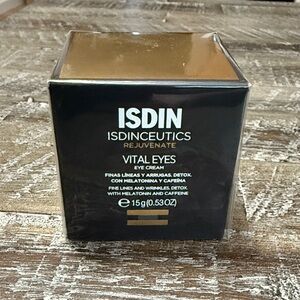 ISDIN
ISDINCEUTICS
REJUVENATE
VITAL EYES
EYE CREAM
FINAS LÍNEAS Y ARRUGAS. DETOX.
CON MELATONINA Y CAFEÍNA
FINE LINES AND WRINKLES. DETOX.
WITH MELATONIN AND CAFFEINE
℮ 15g (0.53 OZ)